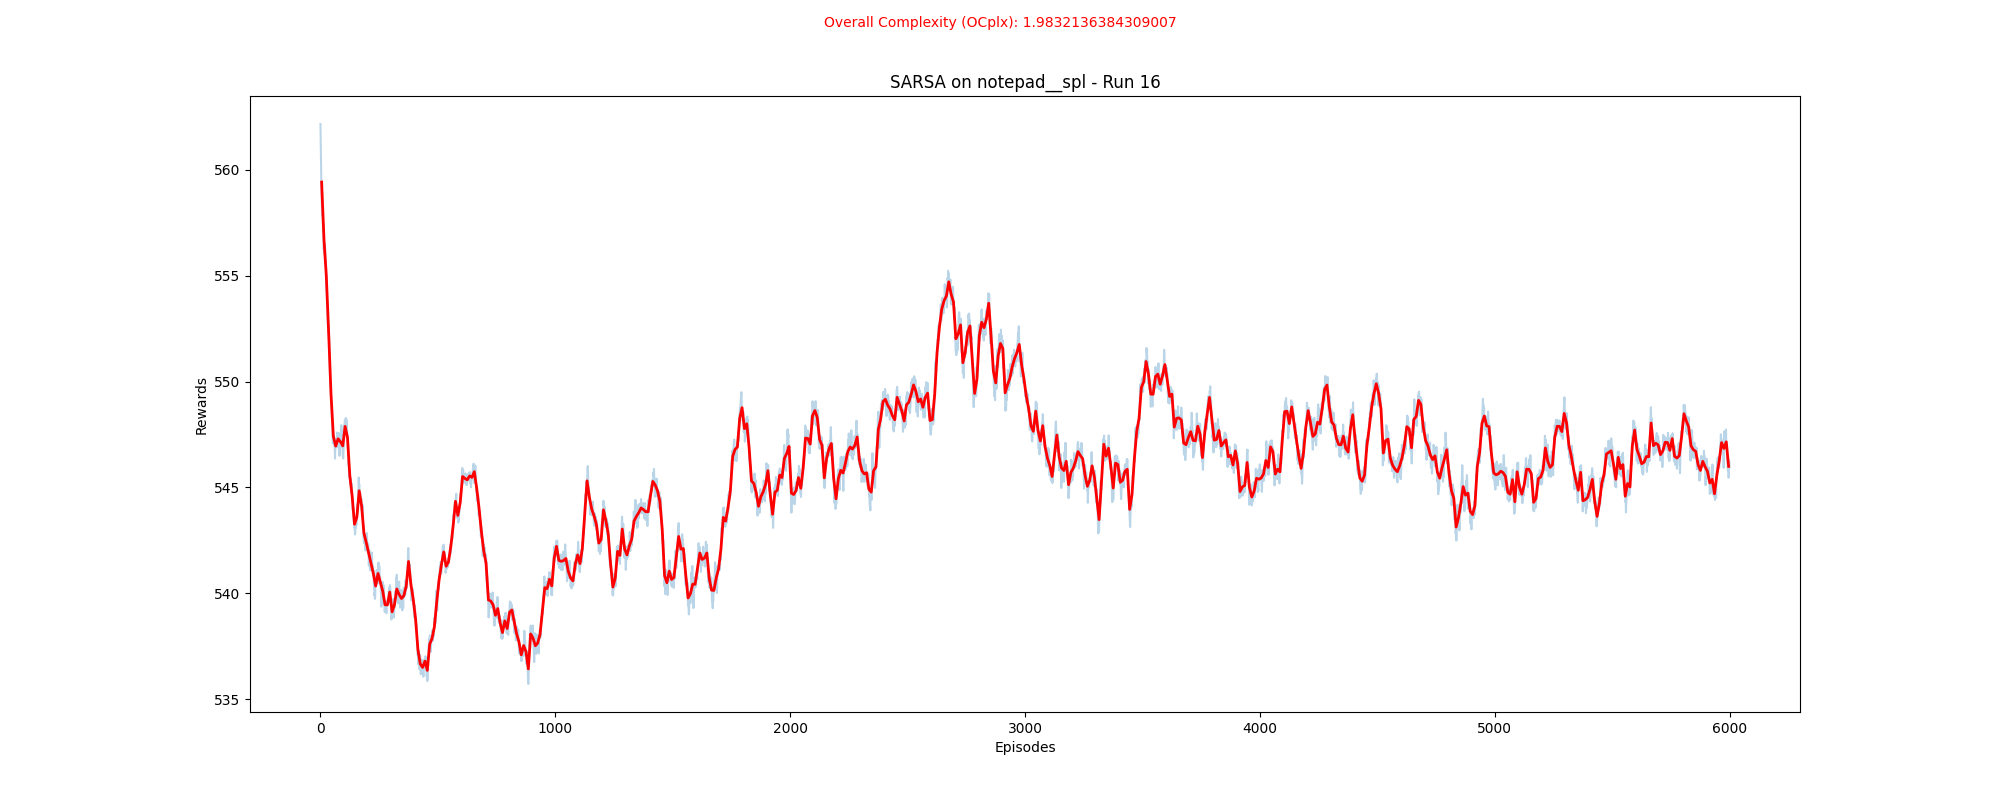 Overall Complexity (OCplx): 1.9832136384309007
SARSA on notepad__spl - Run 16
560
555
550
545
540
535
Rewards
0 1000 2000 3000 4000 5000 6000
Episodes